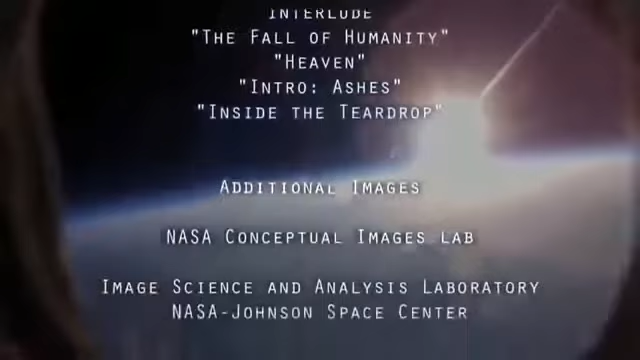 INTERLUDE
"THE FALL OF HUMANITY"
"HEAVEN"
"INTRO: ASHES"
"INSIDE THE TEARDROP"
ADDITIONAL IMAGES
NASA CONCEPTUAL IMAGES LAB
IMAGE SCIENCE AND ANALYSIS LABORATORY
NASA-JOHNSON SPACE CENTER